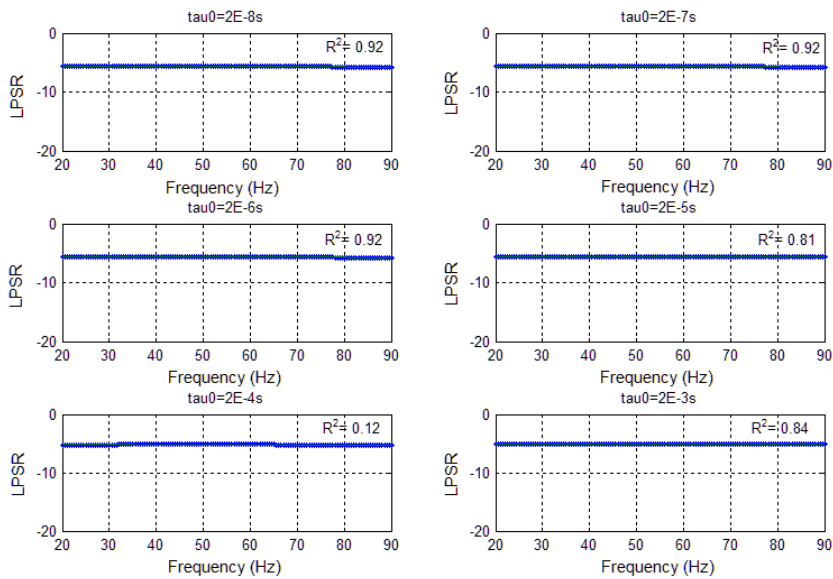 tau0=2E-8s
R²= 0.92
LPSR
0
-10
-20
20 30 40 50 60 70 80 90
Frequency (Hz)
tau0=2E-7s
R²= 0.92
LPSR
0
-10
-20
20 30 40 50 60 70 80 90
Frequency (Hz)
tau0=2E-6s
R²= 0.92
LPSR
0
-10
-20
20 30 40 50 60 70 80 90
Frequency (Hz)
tau0=2E-5s
R²= 0.81
LPSR
0
-10
-20
20 30 40 50 60 70 80 90
Frequency (Hz)
tau0=2E-4s
R²= 0.12
LPSR
0
-10
-20
20 30 40 50 60 70 80 90
Frequency (Hz)
tau0=2E-3s
R²= 0.84
LPSR
0
-10
-20
20 30 40 50 60 70 80 90
Frequency (Hz)